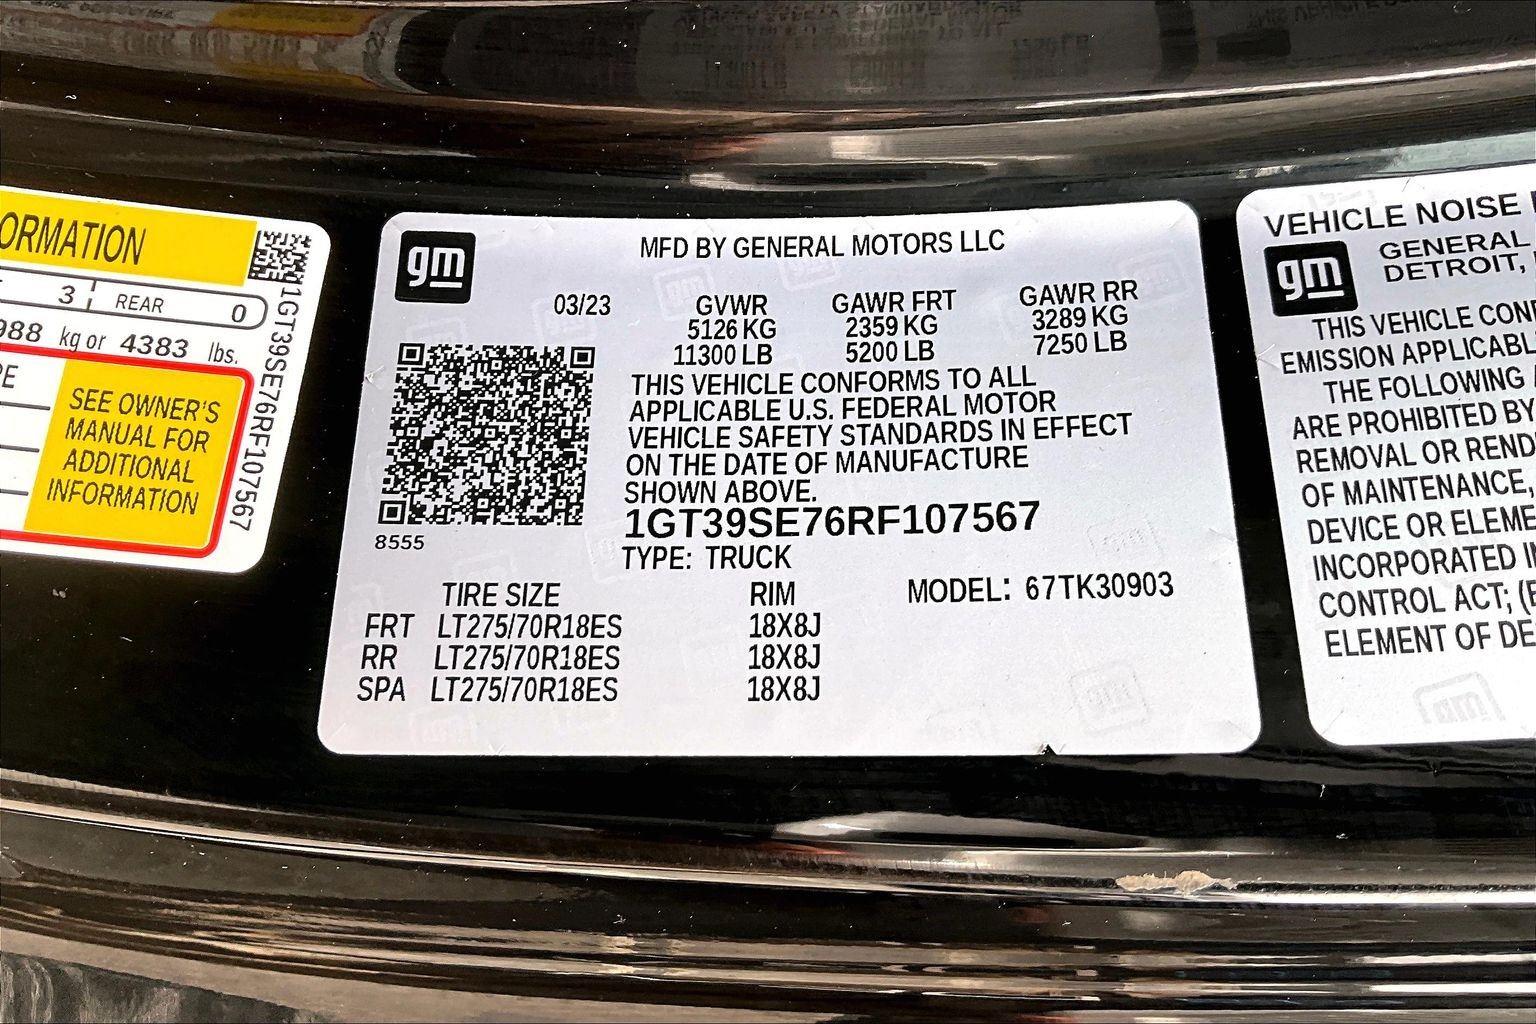 ORMATION
3 REAR 0
988 kg or 4383 lbs.
SEE OWNER'S
MANUAL FOR
ADDITIONAL
INFORMATION
1GT39SE76RF107567
gm
MFD BY GENERAL MOTORS LLC
03/23 GVWR GAWR FRT GAWR RR
5126 KG 2359 KG 3289 KG
11300 LB 5200 LB 7250 LB
THIS VEHICLE CONFORMS TO ALL
APPLICABLE U.S. FEDERAL MOTOR
VEHICLE SAFETY STANDARDS IN EFFECT
ON THE DATE OF MANUFACTURE
SHOWN ABOVE.
8555
1GT39SE76RF107567
TYPE: TRUCK
TIRE SIZE RIM MODEL: 67TK30903
FRT LT275/70R18ES 18X8J
RR LT275/70R18ES 18X8J
SPA LT275/70R18ES 18X8J
VEHICLE NOISE
gm
GENERAL
DETROIT,
THIS VEHICLE CON
EMISSION APPLICABL
THE FOLLOWING
ARE PROHIBITED BY
REMOVAL OR REND
OF MAINTENANCE,
DEVICE OR ELEME
INCORPORATED I
CONTROL ACT; (
ELEMENT OF DE